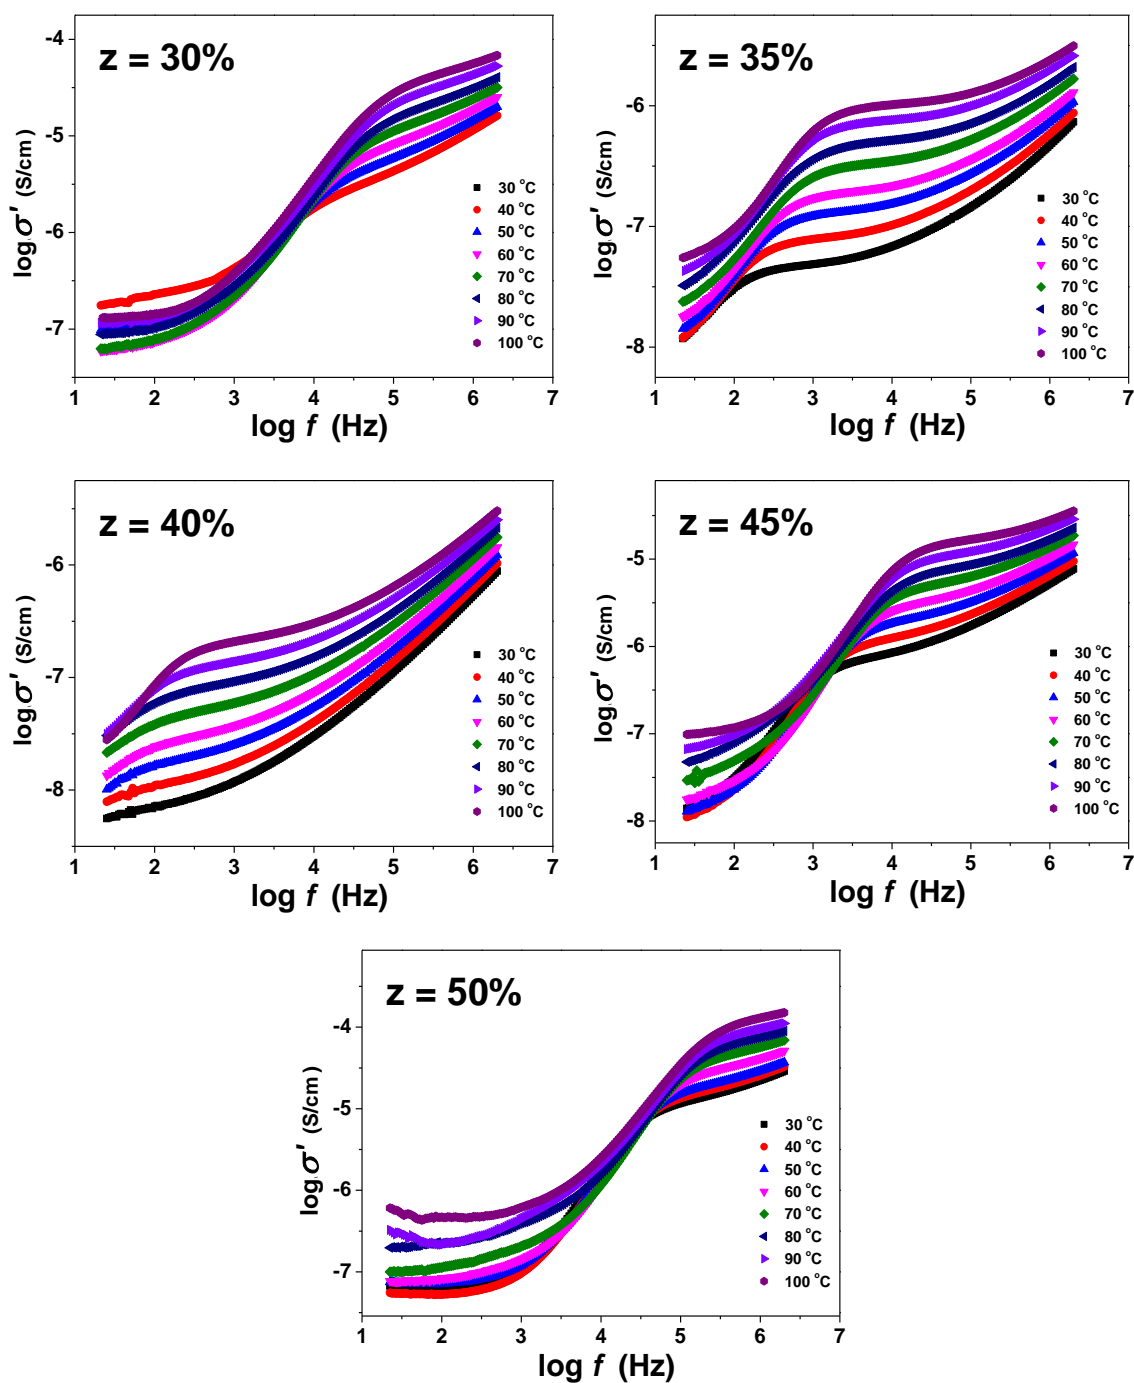 z = 30%
-4
-5
-6
-7
log σ' (S/cm)
30 °C
40 °C
50 °C
60 °C
70 °C
80 °C
90 °C
100 °C
1 2 3 4 5 6 7
log f (Hz)
z = 35%
-6
-7
-8
log σ' (S/cm)
30 °C
40 °C
50 °C
60 °C
70 °C
80 °C
90 °C
100 °C
1 2 3 4 5 6 7
log f (Hz)
z = 40%
-6
-7
-8
log σ' (S/cm)
30 °C
40 °C
50 °C
60 °C
70 °C
80 °C
90 °C
100 °C
1 2 3 4 5 6 7
log f (Hz)
z = 45%
-5
-6
-7
-8
log σ' (S/cm)
30 °C
40 °C
50 °C
60 °C
70 °C
80 °C
90 °C
100 °C
1 2 3 4 5 6 7
log f (Hz)
z = 50%
-4
-5
-6
-7
log σ' (S/cm)
30 °C
40 °C
50 °C
60 °C
70 °C
80 °C
90 °C
100 °C
1 2 3 4 5 6 7
log f (Hz)